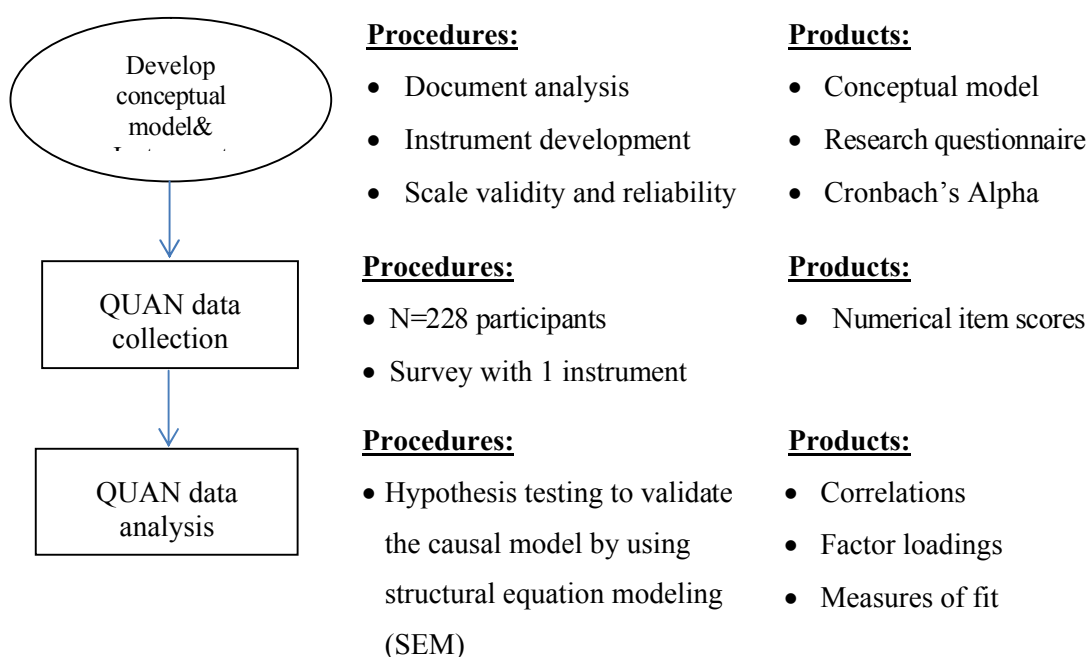 Develop
conceptual
model&
Procedures:
• Document analysis
• Instrument development
• Scale validity and reliability
Products:
• Conceptual model
• Research questionnaire
• Cronbach’s Alpha
QUAN data
collection
Procedures:
• N=228 participants
• Survey with 1 instrument
Products:
• Numerical item scores
QUAN data
analysis
Procedures:
• Hypothesis testing to validate
the causal model by using
structural equation modeling
(SEM)
Products:
• Correlations
• Factor loadings
• Measures of fit